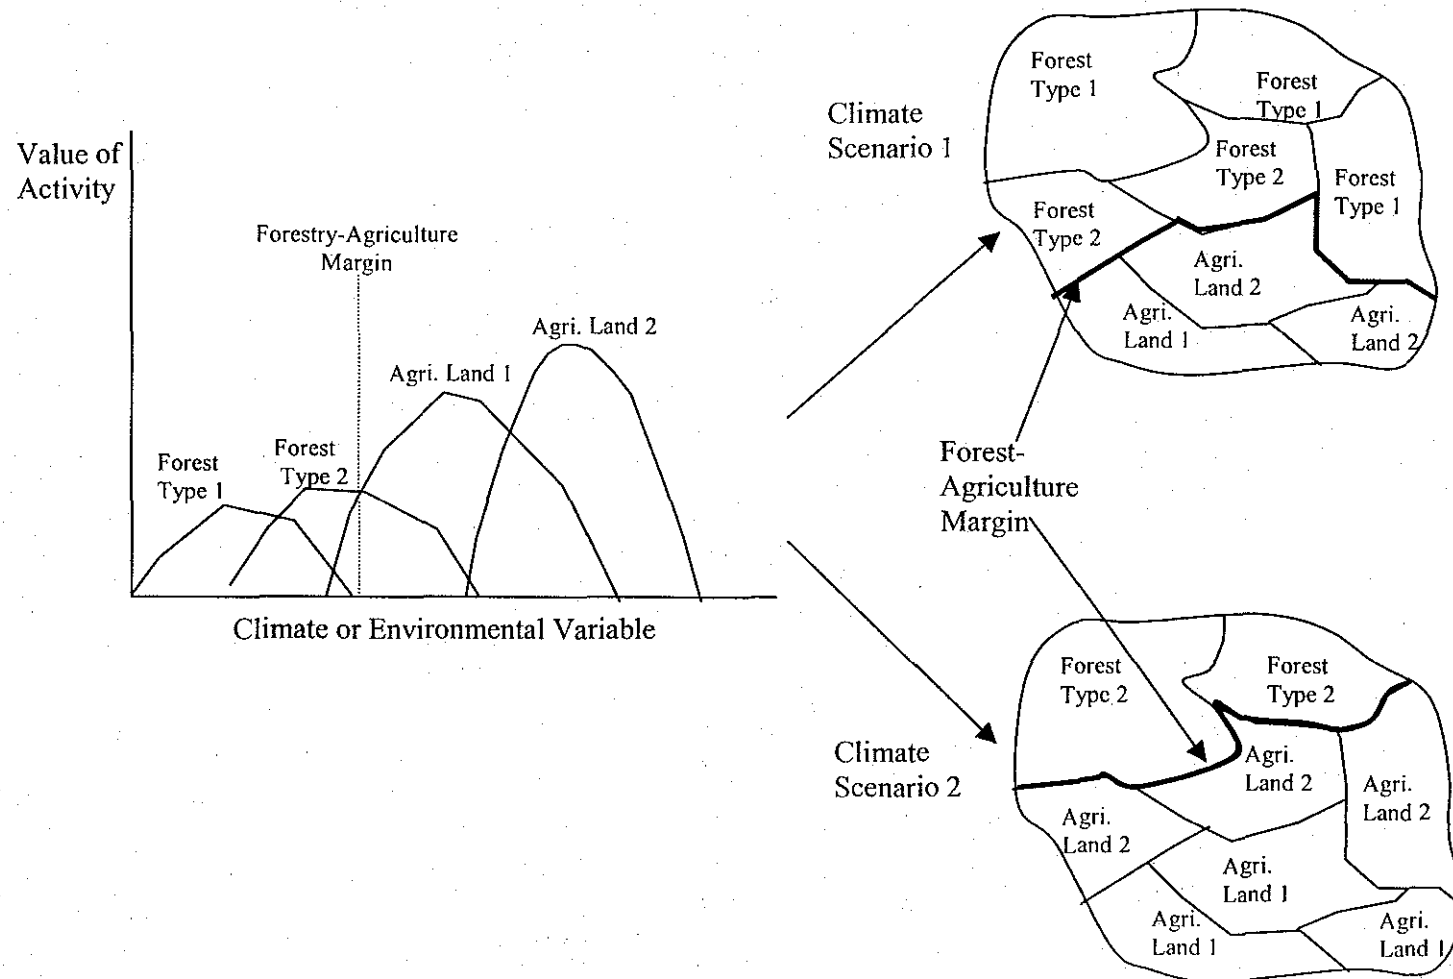 Value of
Activity
Forestry-Agriculture
Margin
Forest
Type 1
Forest
Type 2
Agri. Land 1
Agri. Land 2
Climate or Environmental Variable
Climate
Scenario 1
Forest
Type 1
Forest
Type 1
Forest
Type 2
Forest
Type 1
Forest
Type 2
Agri.
Land 2
Agri.
Land 1
Agri.
Land 2
Forest-
Agriculture
Margin
Climate
Scenario 2
Forest
Type 2
Forest
Type 2
Agri.
Land 2
Agri.
Land 2
Agri.
Land 2
Agri.
Land 1
Agri.
Land 1
Agri.
Land 1